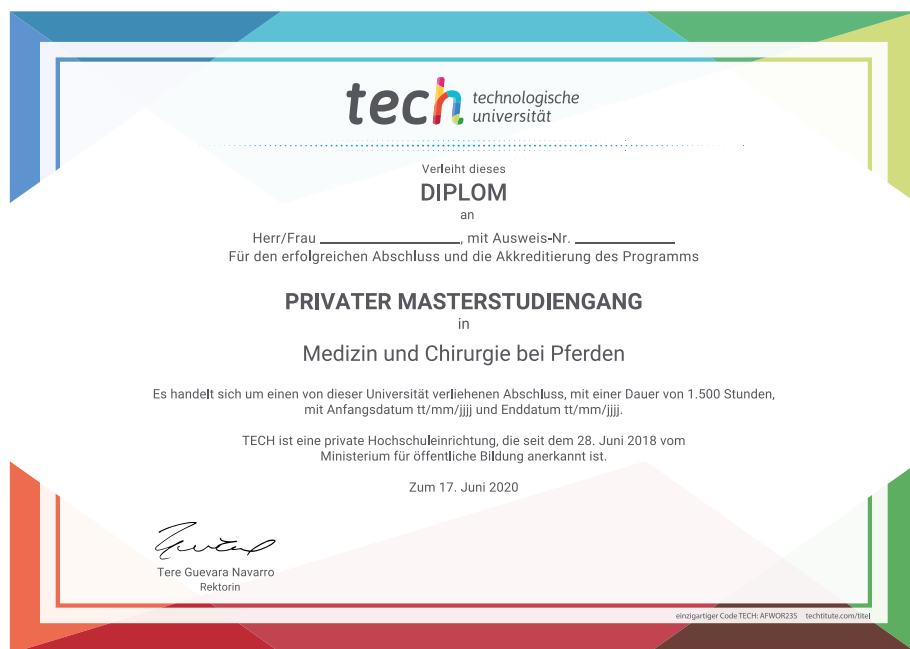 tech technologische
universität
Verleiht dieses
DIPLOM
an
Herr/Frau ____________________, mit Ausweis-Nr. ______________
Für den erfolgreichen Abschluss und die Akkreditierung des Programms
PRIVATER MASTERSTUDIENGANG
in
Medizin und Chirurgie bei Pferden
Es handelt sich um einen von dieser Universität verliehenen Abschluss, mit einer Dauer von 1.500 Stunden,
mit Anfangsdatum tt/mm/jjjj und Enddatum tt/mm/jjjj.
TECH ist eine private Hochschuleinrichtung, die seit dem 28. Juni 2018 vom
Ministerium für öffentliche Bildung anerkannt ist.
Zum 17. Juni 2020
Tere Guevara Navarro
Rektorin
einzigartiger Code TECH: AFWOR23S techtitute.com/titel